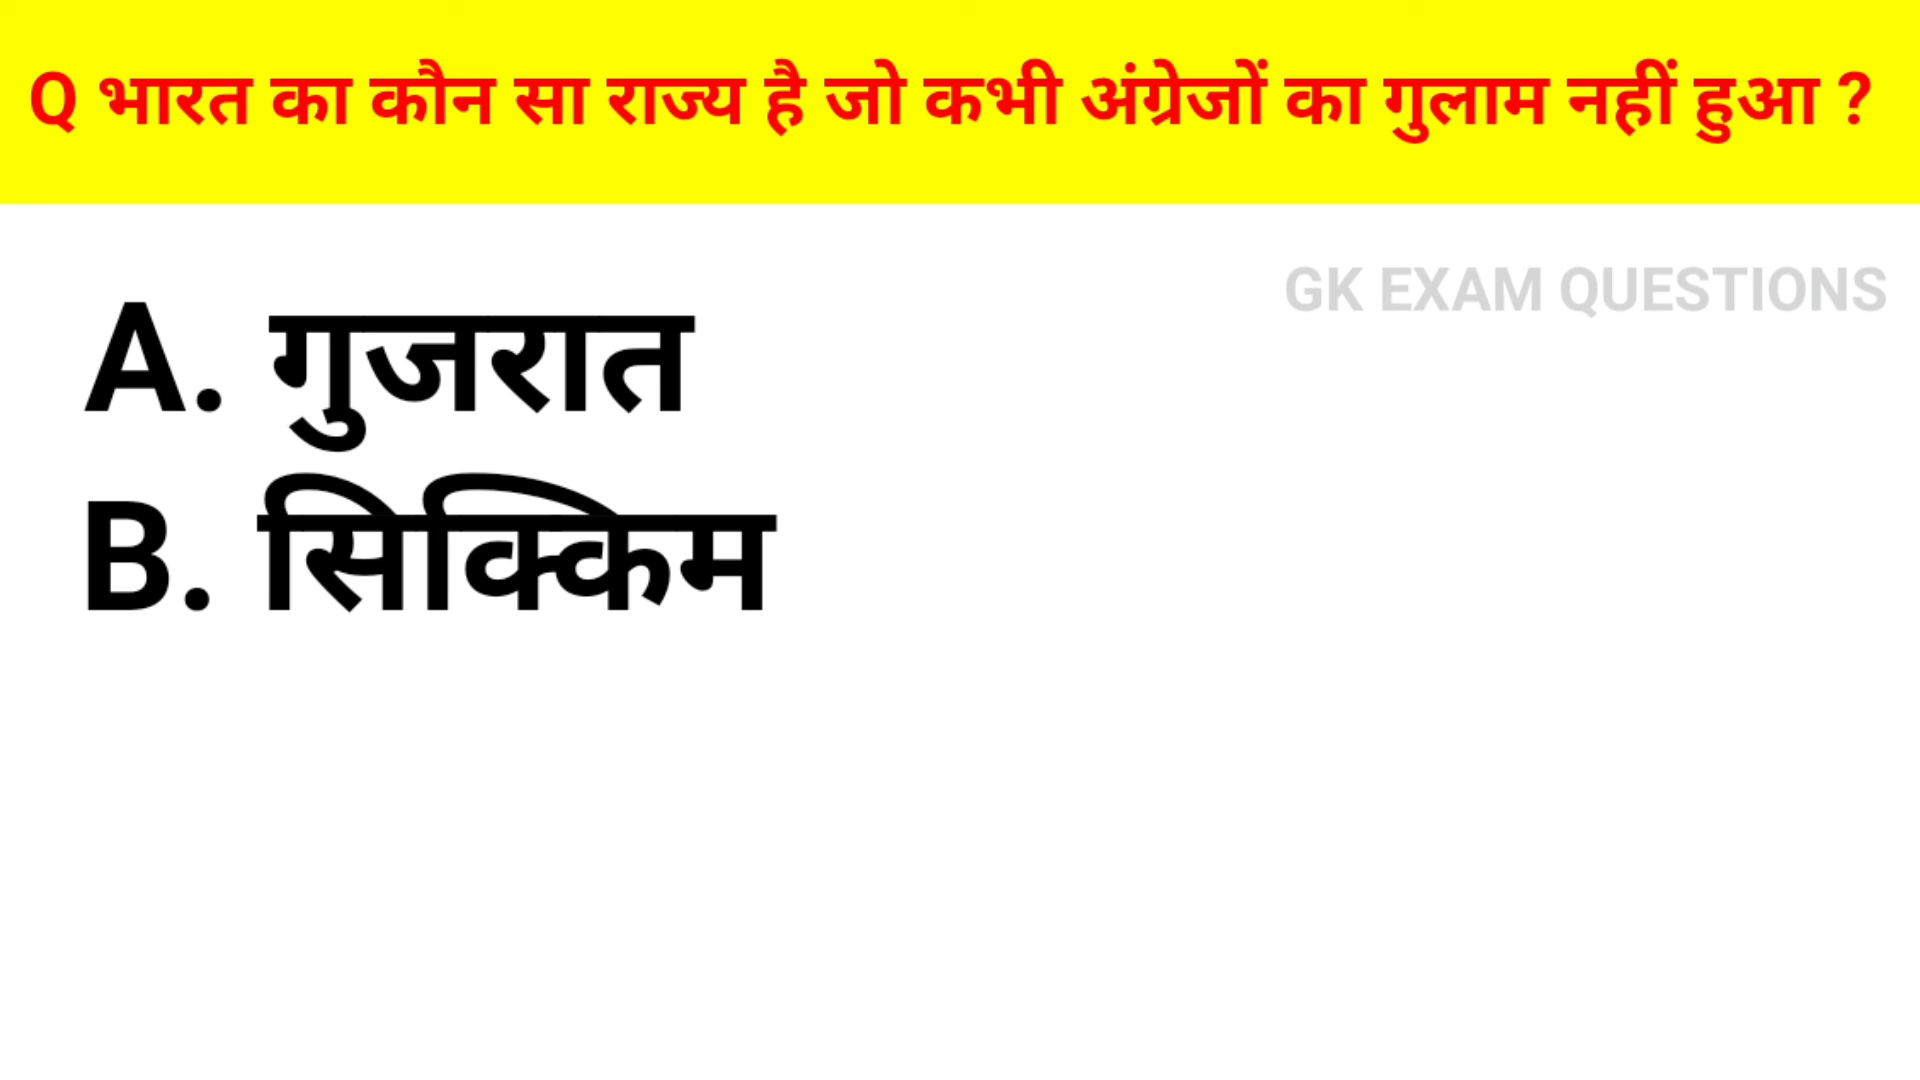 Q भारत का कौन सा राज्य है जो कभी अंग्रेजों का गुलाम नहीं हुआ ?
GK EXAM QUESTIONS
A. गुजरात
B. सिक्किम